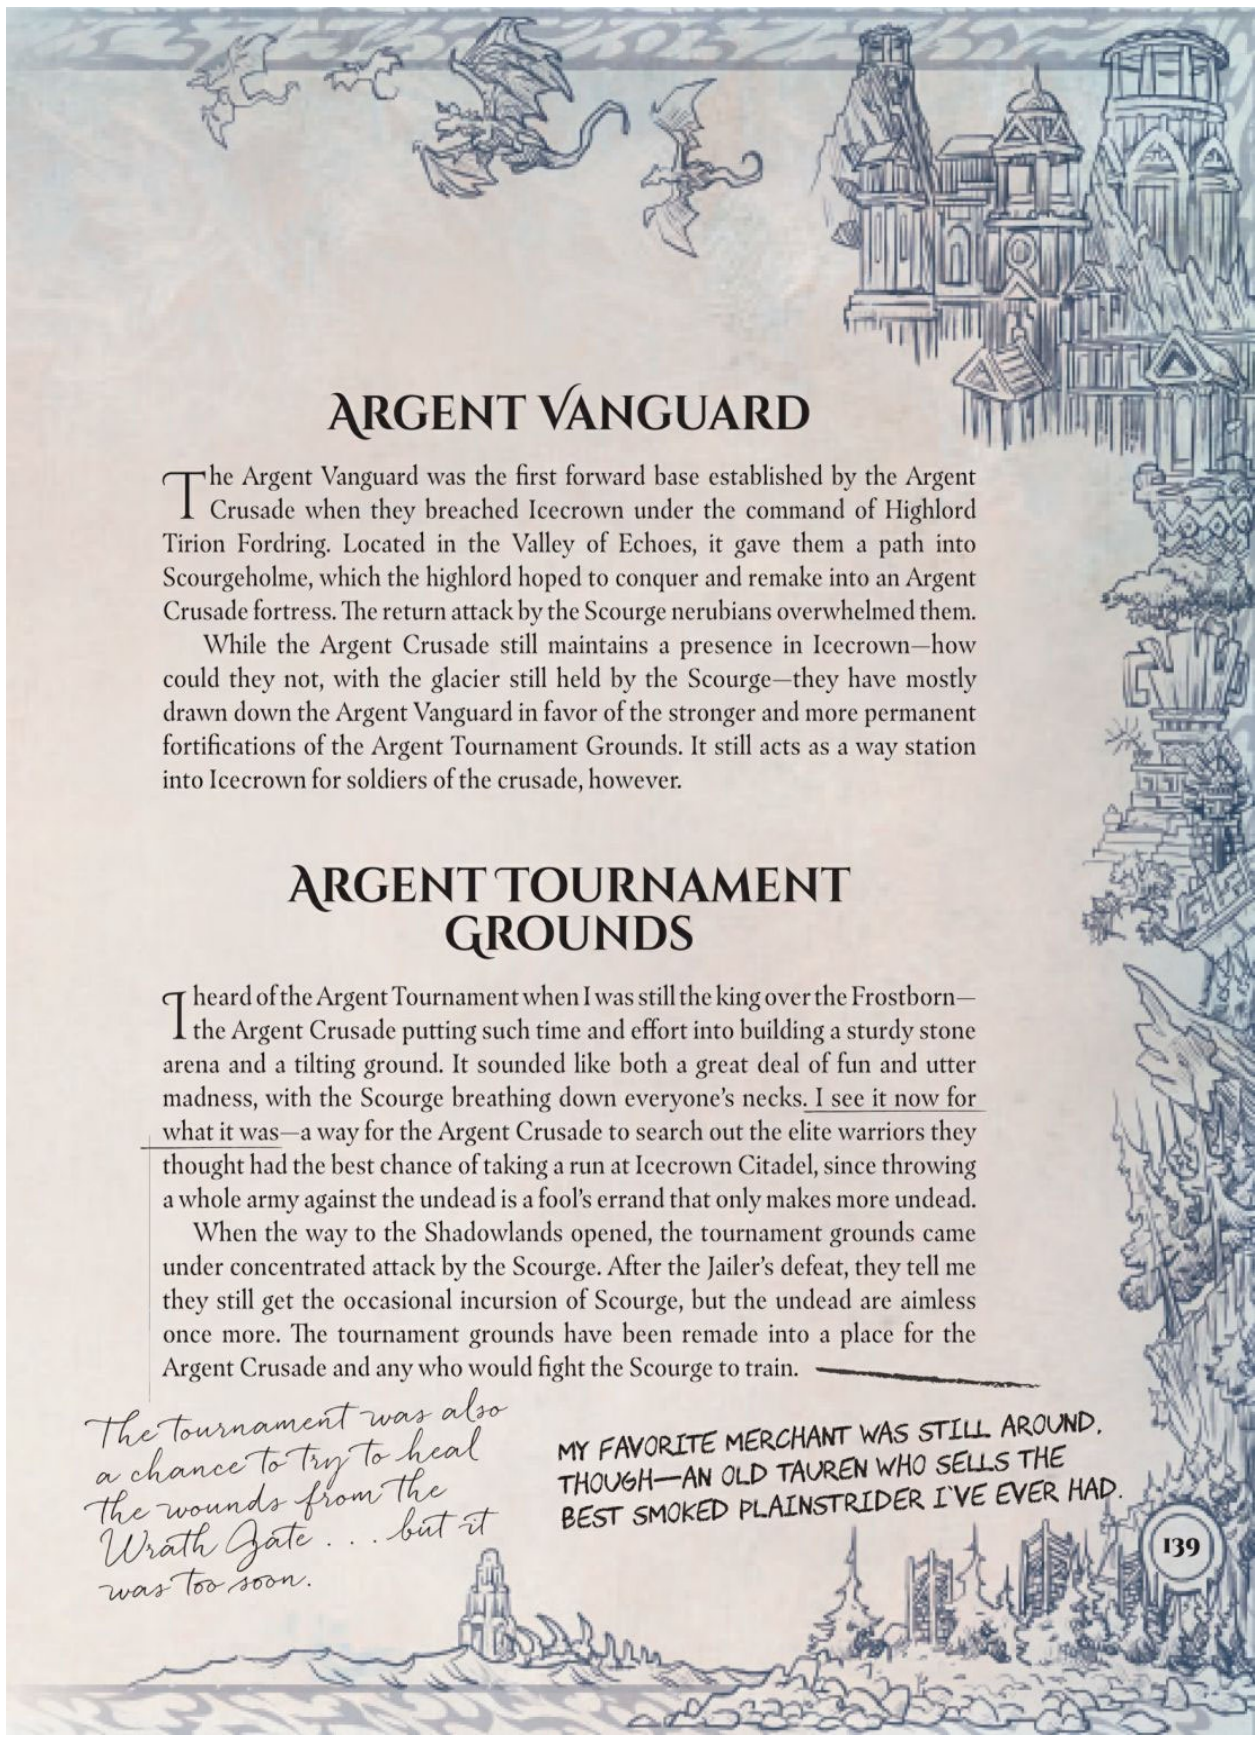 ARGENT VANGUARD
The Argent Vanguard was the first forward base established by the Argent
Crusade when they breached Icecrown under the command of Highlord
Tirion Fordring. Located in the Valley of Echoes, it gave them a path into
Scourgeholme, which the highlord hoped to conquer and remake into an Argent
Crusade fortress. The return attack by the Scourge nerubians overwhelmed them.
While the Argent Crusade still maintains a presence in Icecrown—how
could they not, with the glacier still held by the Scourge—they have mostly
drawn down the Argent Vanguard in favor of the stronger and more permanent
fortifications of the Argent Tournament Grounds. It still acts as a way station
into Icecrown for soldiers of the crusade, however.
ARGENT TOURNAMENT
GROUNDS
I heard of the Argent Tournament when I was still the king over the Frostborn—
the Argent Crusade putting such time and effort into building a sturdy stone
arena and a tilting ground. It sounded like both a great deal of fun and utter
madness, with the Scourge breathing down everyone's necks. I see it now for
what it was—a way for the Argent Crusade to search out the elite warriors they
thought had the best chance of taking a run at Icecrown Citadel, since throwing
a whole army against the undead is a fool's errand that only makes more undead.
When the way to the Shadowlands opened, the tournament grounds came
under concentrated attack by the Scourge. After the Jailer's defeat, they tell me
they still get the occasional incursion of Scourge, but the undead are aimless
once more. The tournament grounds have been remade into a place for the
Argent Crusade and any who would fight the Scourge to train.
The tournament was also
a chance to try to heal
the wounds from the
Wrath Gate . . . but it
was too soon.
MY FAVORITE MERCHANT WAS STILL AROUND,
THOUGH—AN OLD TAUREN WHO SELLS THE
BEST SMOKED PLAINSTRIDER I'VE EVER HAD.
139